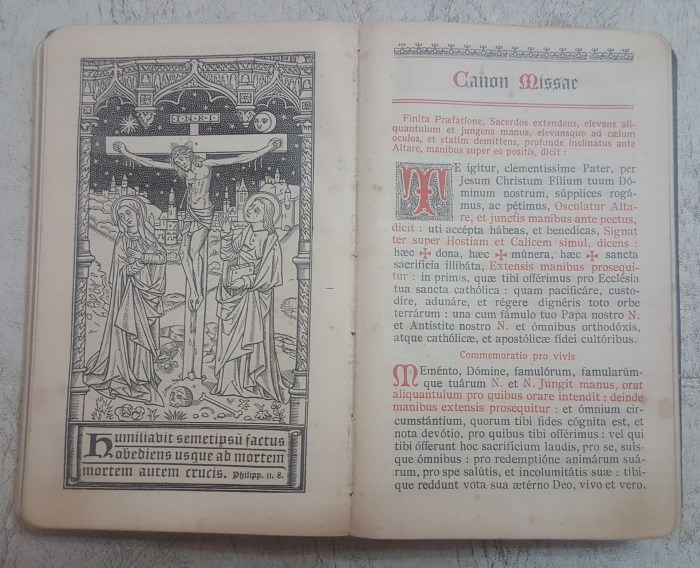 I·N·R·I
Humiliavit semetipsū factus
obediens usque ad mortem
mortem autem crucis. Philipp. ii. 8.
Canon Missae
Finita Præfatione, Sacerdos extendens, elevans ali-
quantulum et jungens manus, elevansque ad cælum
oculos, et statim demittens, profunde inclinatus ante
Altare, manibus super eo positis, dicit :
TE igitur, clementissime Pater, per
Jesum Christum Filium tuum Dó-
minum nostrum, súpplices rogá-
mus, ac pétimus, Osculatur Alta-
re, et junctis manibus ante pectus,
dicit : uti accépta hábeas, et benedícas, Signat
ter super Hostiam et Calicem simul, dicens :
hæc ✠ dona, hæc ✠ múnera, hæc ✠ sancta
sacrifícia illibáta, Extensis manibus prosequi-
tur : in primis, quæ tibi offérimus pro Ecclésia
tua sancta cathólica : quam pacificáre, custo-
díre, adunáre, et régere dignéris toto orbe
terrárum : una cum fámulo tuo Papa nostro N.
et Antístite nostro N. et ómnibus orthodóxis,
atque cathólicæ, et apostólicæ fidei cultóribus.
Commemoratio pro vivis
Meménto, Dómine, famulórum, famularúm-
que tuárum N. et N. Jungit manus, orat
aliquantulum pro quibus orare intendit : deinde
manibus extensis prosequitur : et ómnium cir-
cumstántium, quorum tibi fides cógnita est, et
nota devótio, pro quibus tibi offérimus : vel qui
tibi ófferunt hoc sacrifícium laudis, pro se, suís-
que ómnibus : pro redemptióne animárum suá-
rum, pro spe salútis, et incolumitátis suæ : tibí-
que reddunt vota sua ætérno Deo, vivo et vero.